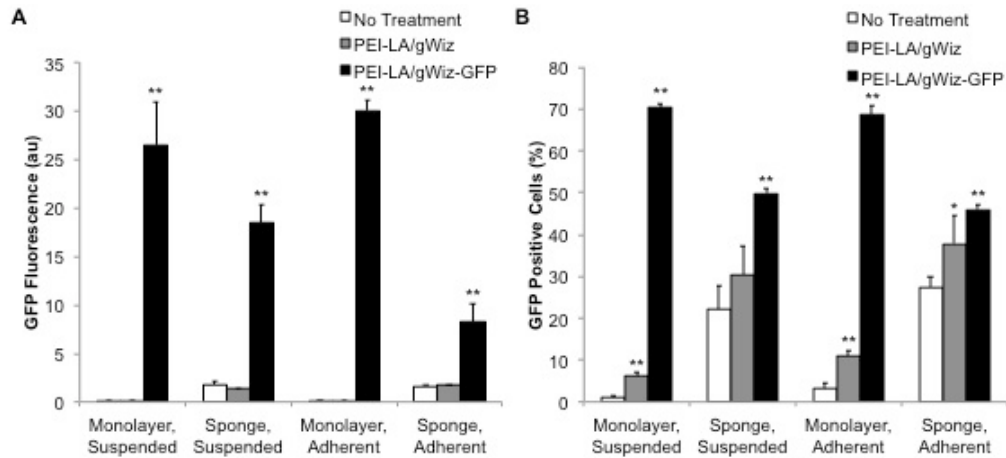 A
No Treatment
PEI-LA/gWiz
PEI-LA/gWiz-GFP
GFP Fluorescence (au)
35
30
25
20
15
10
5
0
**
**
**
**
Monolayer, Suspended
Sponge, Suspended
Monolayer, Adherent
Sponge, Adherent
B
No Treatment
PEI-LA/gWiz
PEI-LA/gWiz-GFP
GFP Positive Cells (%)
80
70
60
50
40
30
20
10
0
**
**
**
**
**
*
**
Monolayer, Suspended
Sponge, Suspended
Monolayer, Adherent
Sponge, Adherent